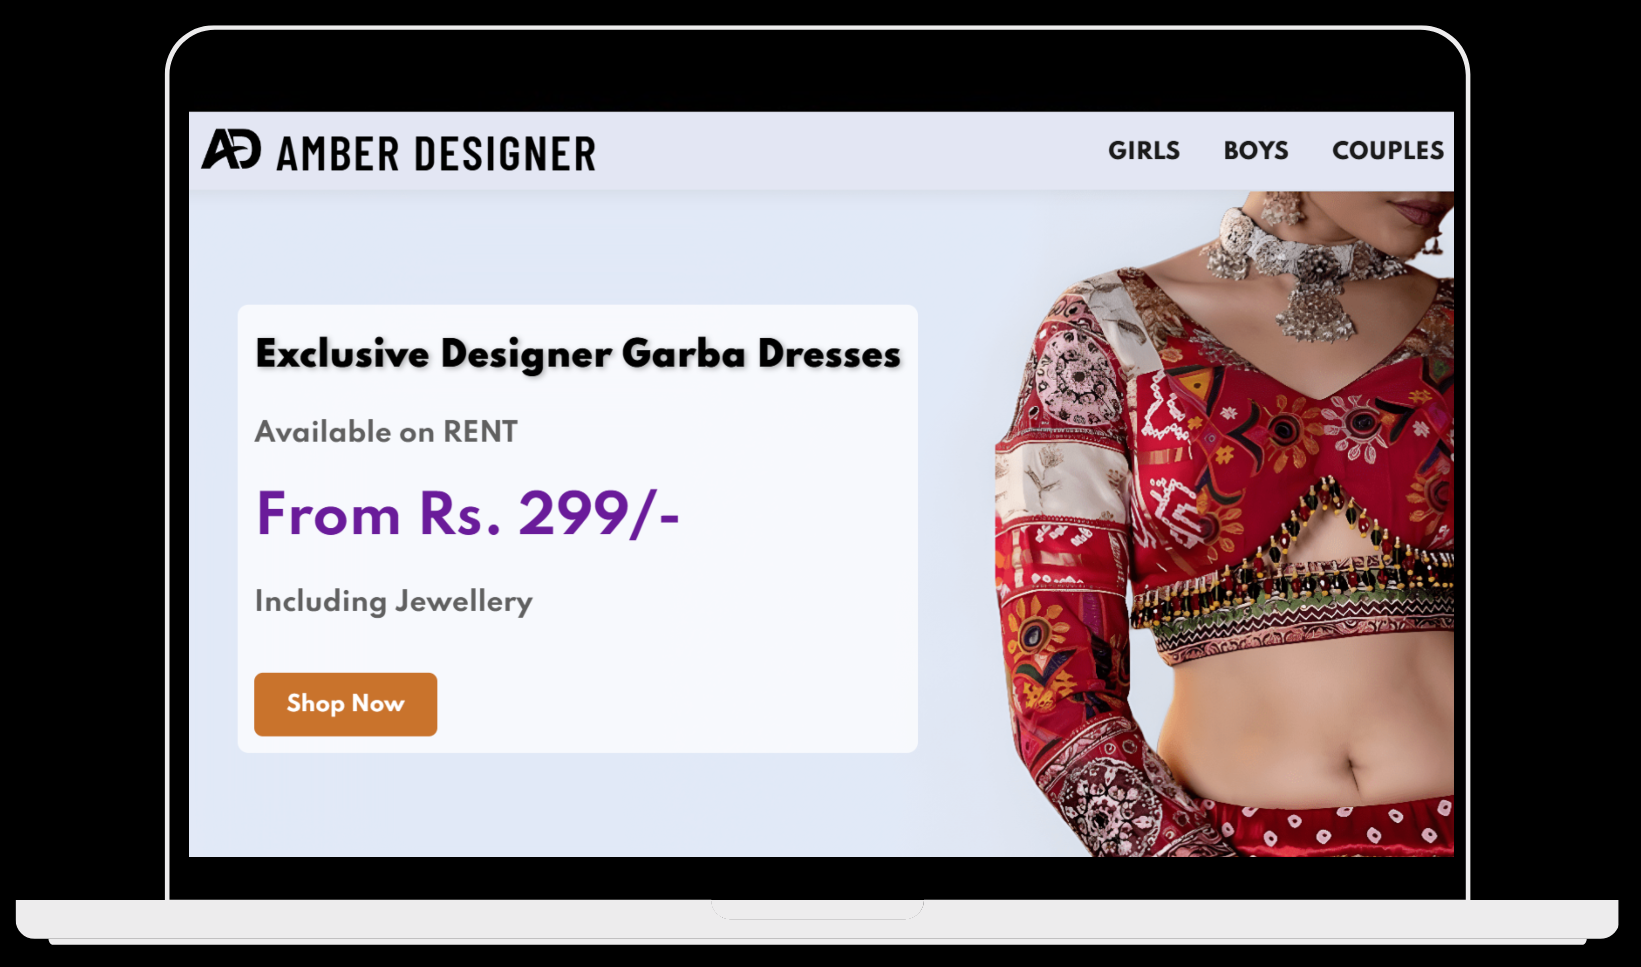 AD AMBER DESIGNER
GIRLS BOYS COUPLES
Exclusive Designer Garba Dresses
Available on RENT
From Rs. 299/-
Including Jewellery
Shop Now